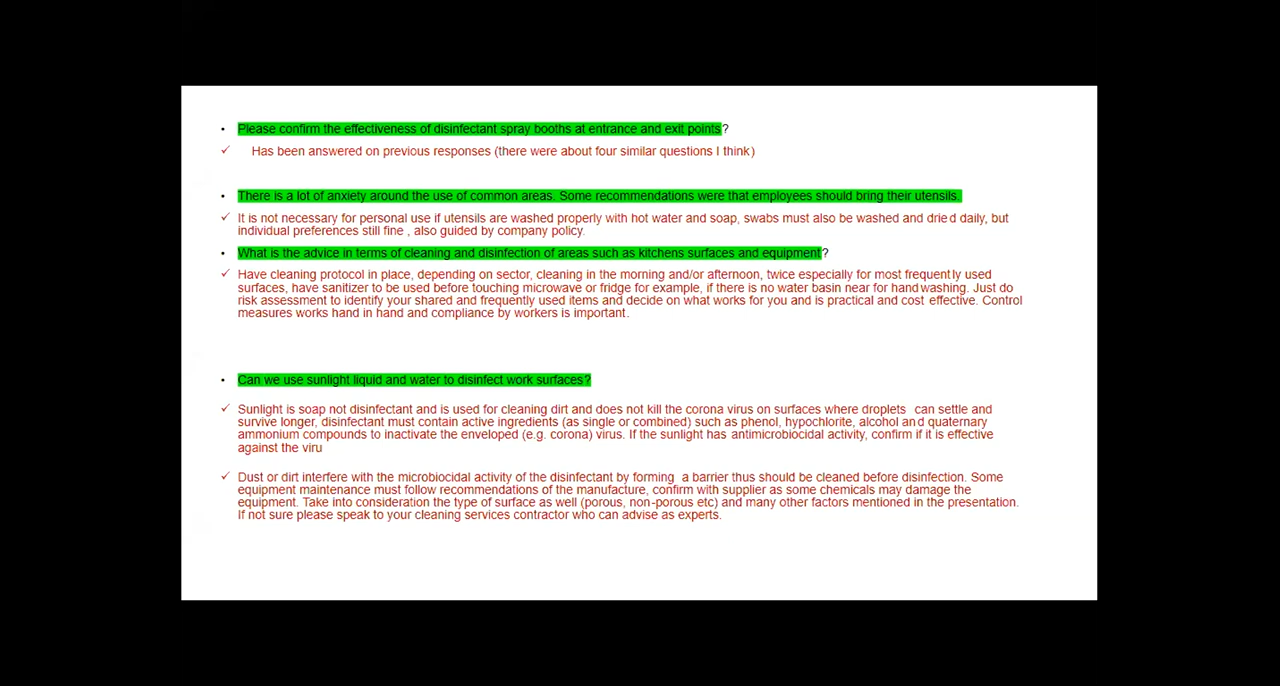 • Please confirm the effectiveness of disinfectant spray booths at entrance and exit points?
✓ Has been answered on previous responses (there were about four similar questions I think)
• There is a lot of anxiety around the use of common areas. Some recommendations were that employees should bring their utensils.
✓ It is not necessary for personal use if utensils are washed properly with hot water and soap, swabs must also be washed and dried daily, but
individual preferences still fine , also guided by company policy.
• What is the advice in terms of cleaning and disinfection of areas such as kitchens surfaces and equipment?
✓ Have cleaning protocol in place, depending on sector, cleaning in the morning and/or afternoon, twice especially for most frequently used
surfaces, have sanitizer to be used before touching microwave or fridge for example, if there is no water basin near for hand washing. Just do
risk assessment to identify your shared and frequently used items and decide on what works for you and is practical and cost effective. Control
measures works hand in hand and compliance by workers is important.
• Can we use sunlight liquid and water to disinfect work surfaces?
✓ Sunlight is soap not disinfectant and is used for cleaning dirt and does not kill the corona virus on surfaces where droplets can settle and
survive longer, disinfectant must contain active ingredients (as single or combined) such as phenol, hypochlorite, alcohol and quaternary
ammonium compounds to inactivate the enveloped (e.g. corona) virus. If the sunlight has antimicrobiocidal activity, confirm if it is effective
against the viru
✓ Dust or dirt interfere with the microbiocidal activity of the disinfectant by forming a barrier thus should be cleaned before disinfection. Some
equipment maintenance must follow recommendations of the manufacture, confirm with supplier as some chemicals may damage the
equipment. Take into consideration the type of surface as well (porous, non-porous etc) and many other factors mentioned in the presentation.
If not sure please speak to your cleaning services contractor who can advise as experts.